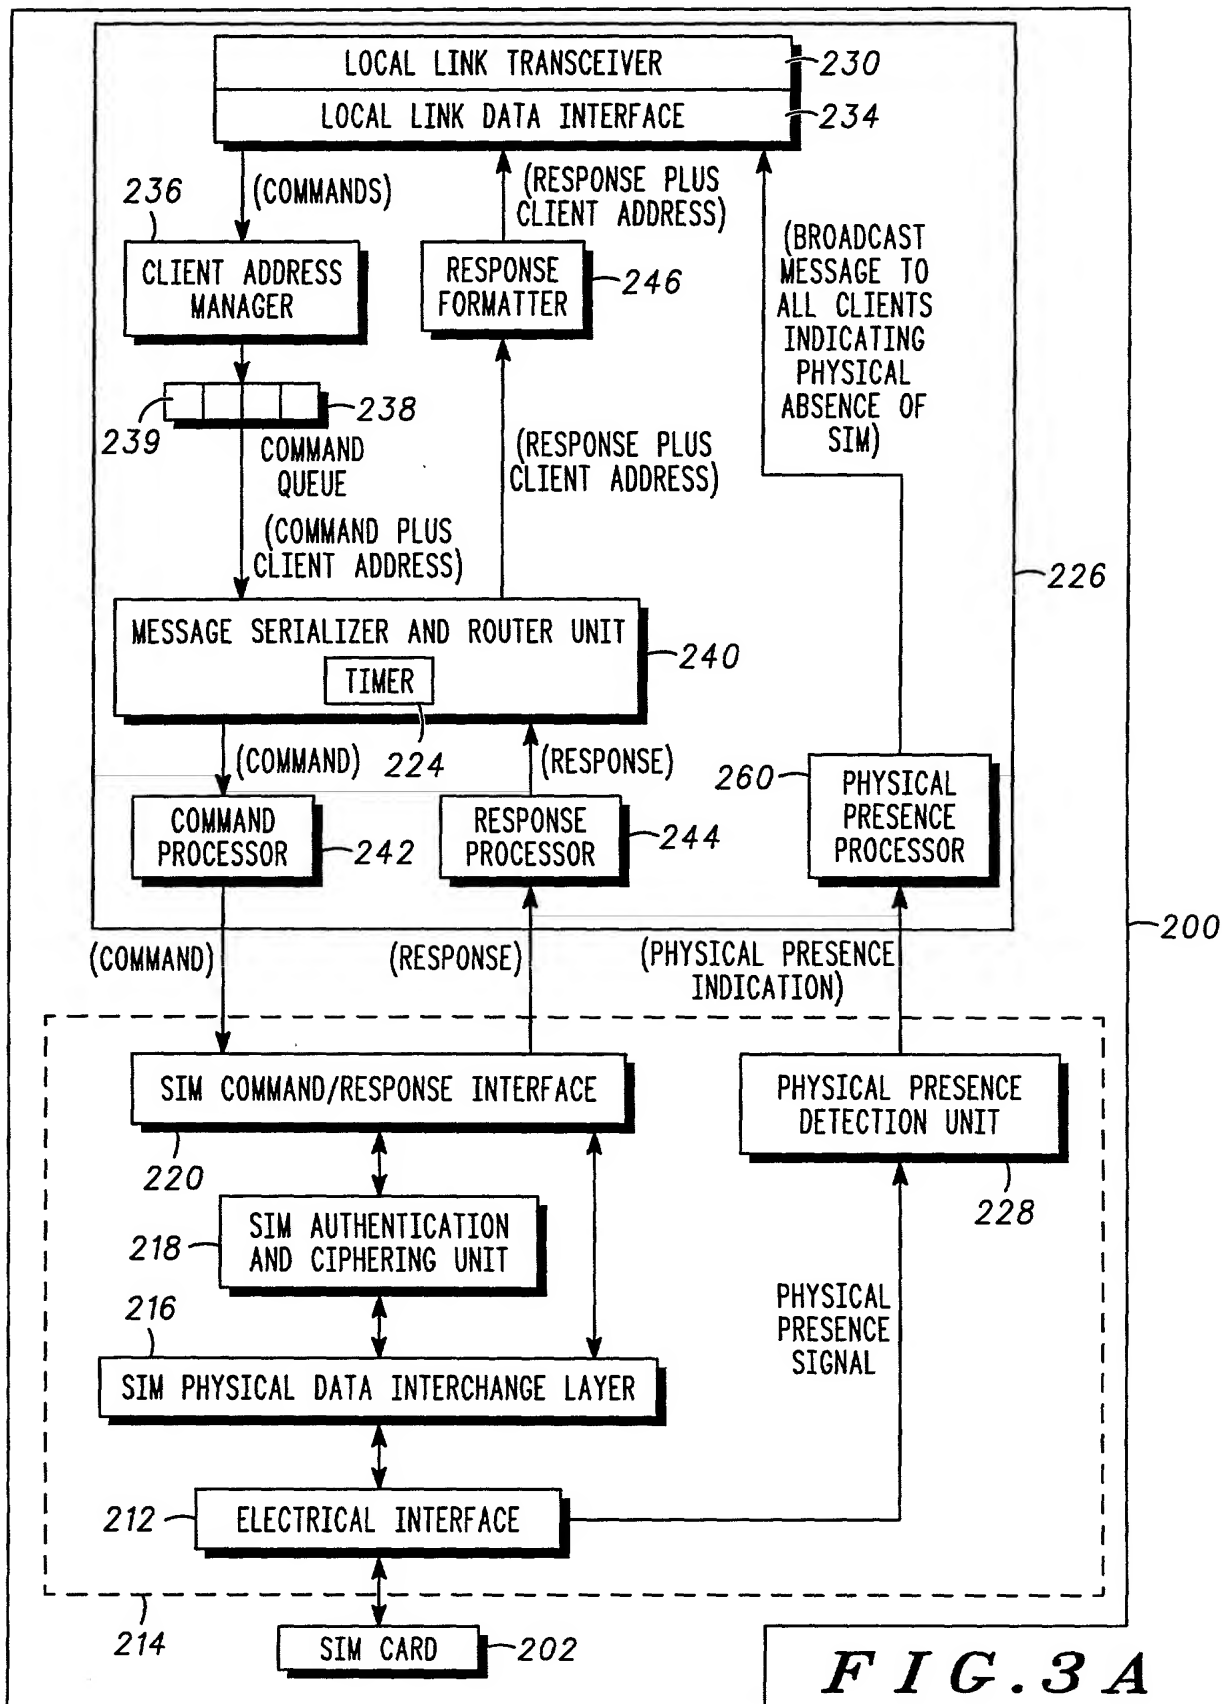 LOCAL LINK TRANSCEIVER
230
LOCAL LINK DATA INTERFACE
234
236
(COMMANDS)
(RESPONSE PLUS
CLIENT ADDRESS)
CLIENT ADDRESS
MANAGER
RESPONSE
FORMATTER
246
(BROADCAST
MESSAGE TO
ALL CLIENTS
INDICATING
PHYSICAL
ABSENCE OF
SIM)
239
238
COMMAND
QUEUE
(RESPONSE PLUS
CLIENT ADDRESS)
(COMMAND PLUS
CLIENT ADDRESS)
226
MESSAGE SERIALIZER AND ROUTER UNIT
240
TIMER
224
(COMMAND)
(RESPONSE)
260
PHYSICAL
PRESENCE
PROCESSOR
COMMAND
PROCESSOR
242
RESPONSE
PROCESSOR
244
200
(COMMAND)
(RESPONSE)
(PHYSICAL PRESENCE
INDICATION)
SIM COMMAND/RESPONSE INTERFACE
220
PHYSICAL PRESENCE
DETECTION UNIT
228
218
SIM AUTHENTICATION
AND CIPHERING UNIT
216
PHYSICAL
PRESENCE
SIGNAL
SIM PHYSICAL DATA INTERCHANGE LAYER
212
ELECTRICAL INTERFACE
214
SIM CARD
202
FIG.3A